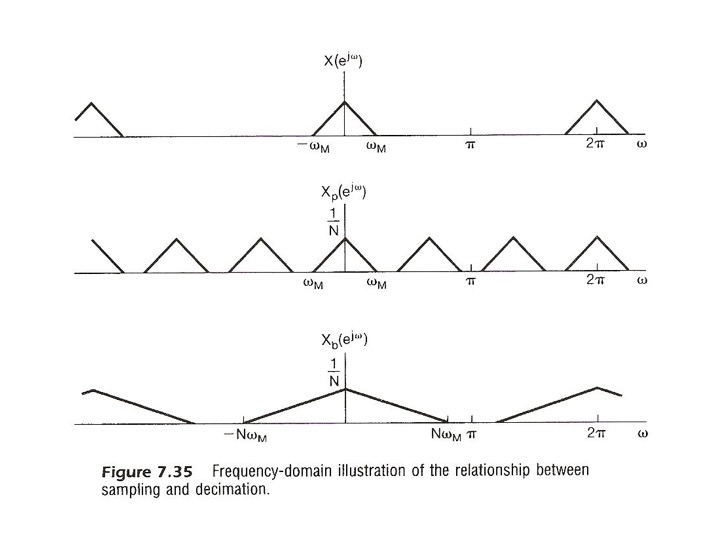 X(e^jω)
−ωM ωM π 2π ω
Xp(e^jω)
1
N
ωM ωM π 2π ω
Xb(e^jω)
1
N
−NωM NωM π 2π ω
Figure 7.35 Frequency-domain illustration of the relationship between
sampling and decimation.